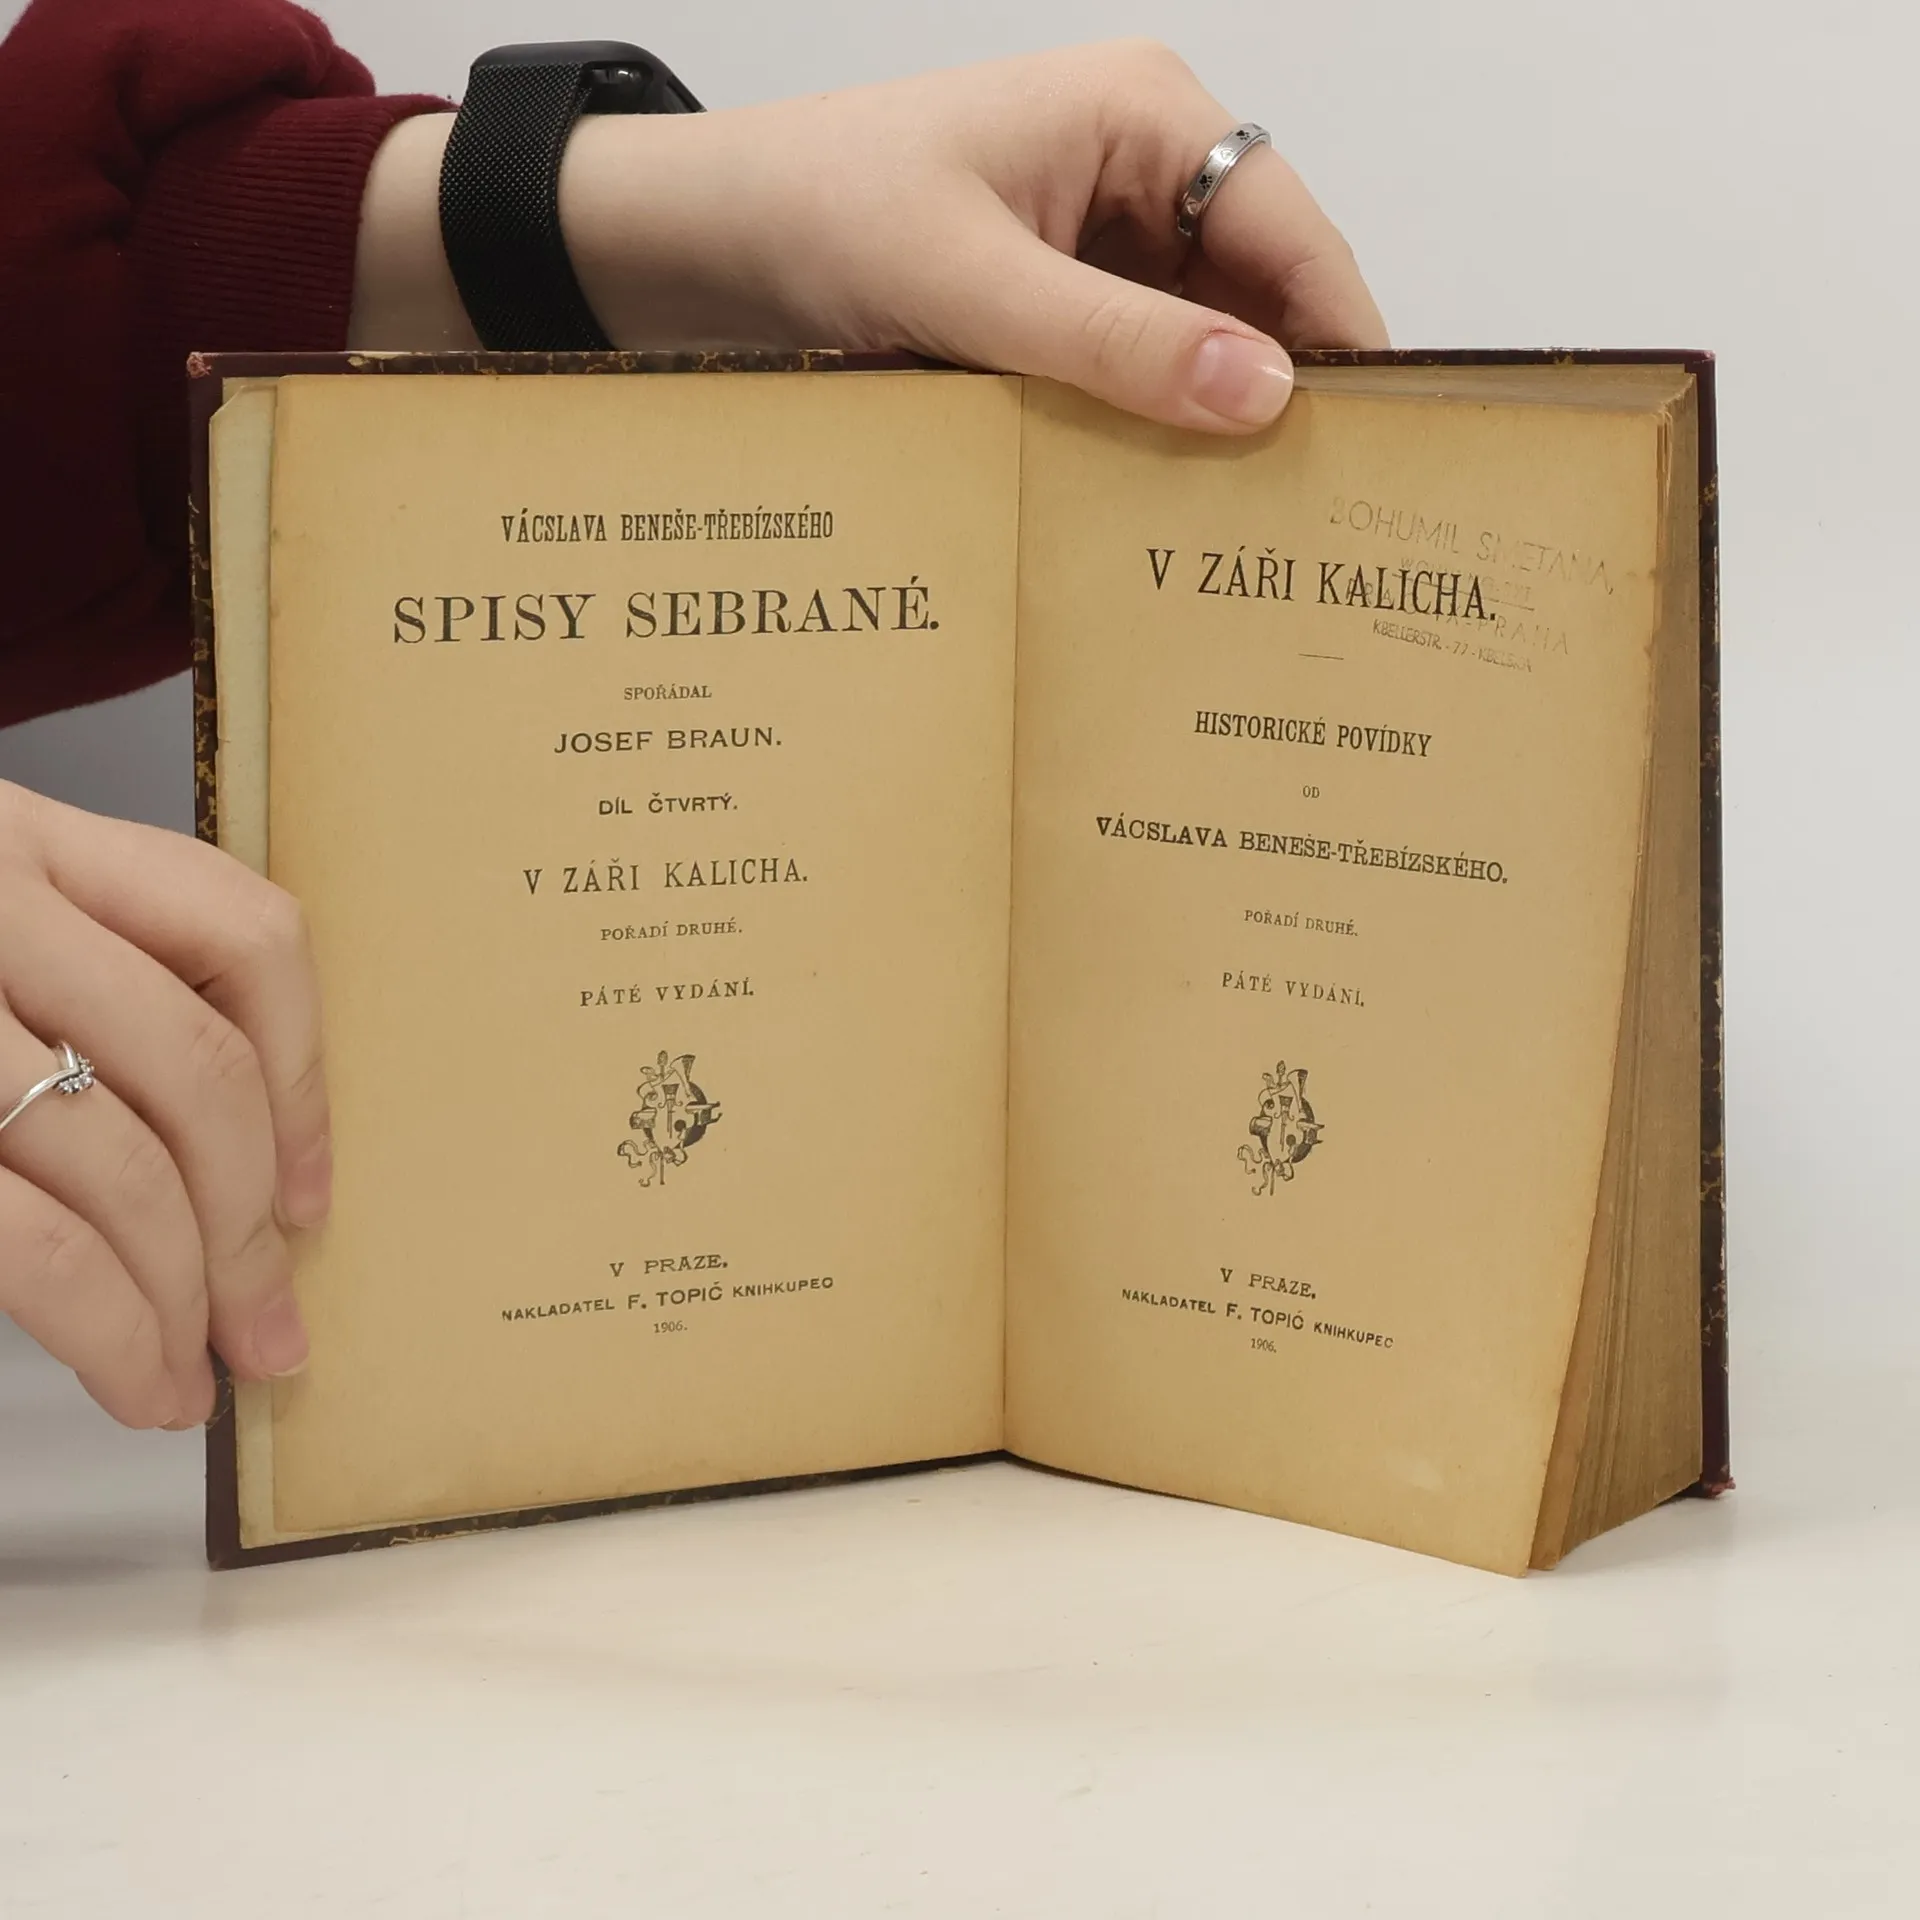 VÁCSLAVA BENEŠE-TŘEBÍZSKÉHO
SPISY SEBRANÉ.
SPOŘÁDAL
JOSEF BRAUN.
DÍL ČTVRTÝ.
V ZÁŘI KALICHA.
POŘADÍ DRUHÉ.
PÁTÉ VYDÁNÍ.
V PRAZE.
NAKLADATEL F. TOPIČ KNIHKUPEC
1906.
BOHUMIL SMETANA,
V ZÁŘI KALICHA.
PRAHA
KBELLERSTR. - 77 - KBELSKÁ
HISTORICKÉ POVÍDKY
OD
VÁCSLAVA BENEŠE-TŘEBÍZSKÉHO.
POŘADÍ DRUHÉ.
PÁTÉ VYDÁNÍ.
V PRAZE.
NAKLADATEL F. TOPIČ KNIHKUPEC
1906.